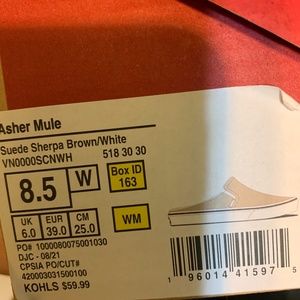 Asher Mule
Suede Sherpa Brown/White
VN0000SCNWH 518 30 30
8.5 W Box ID
163
UK EUR CM
6.0 39.0 25.0 WM
PO# 1000080075001030
DJC - 08/21
CPSIA PO/CUT#
420003031500100
KOHLS $59.99
1 96014 41597 5